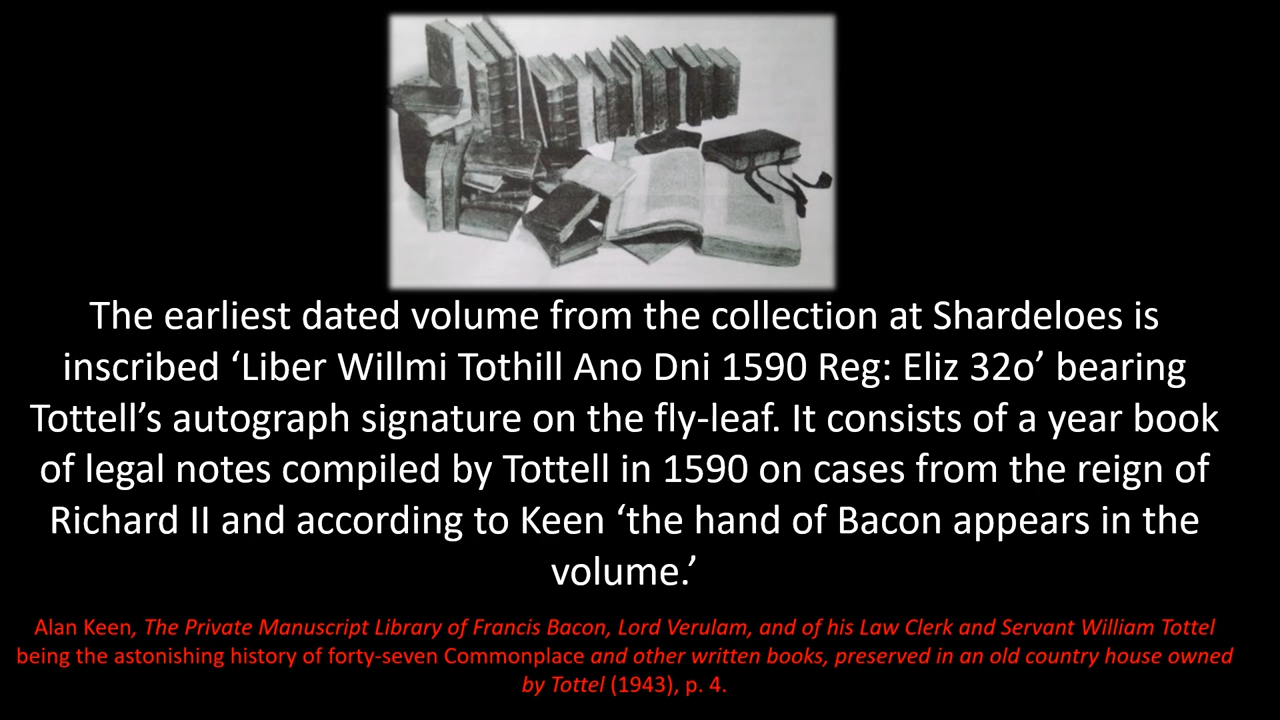 The earliest dated volume from the collection at Shardeloes is
inscribed ‘Liber Willmi Tothill Ano Dni 1590 Reg: Eliz 32o’ bearing
Tottell’s autograph signature on the fly-leaf. It consists of a year book
of legal notes compiled by Tottell in 1590 on cases from the reign of
Richard II and according to Keen ‘the hand of Bacon appears in the
volume.’
Alan Keen, The Private Manuscript Library of Francis Bacon, Lord Verulam, and of his Law Clerk and Servant William Tottel
being the astonishing history of forty-seven Commonplace and other written books, preserved in an old country house owned
by Tottel (1943), p. 4.